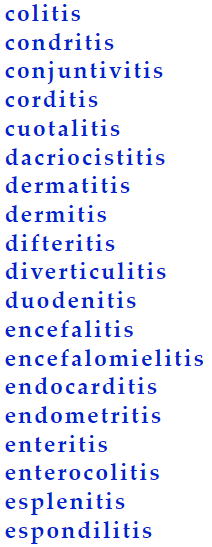 colitis
condritis
conjuntivitis
corditis
cuotalitis
dacriocistitis
dermatitis
dermitis
difteritis
diverticulitis
duodenitis
encefalitis
encefalomielitis
endocarditis
endometritis
enteritis
enterocolitis
esplenitis
espondilitis